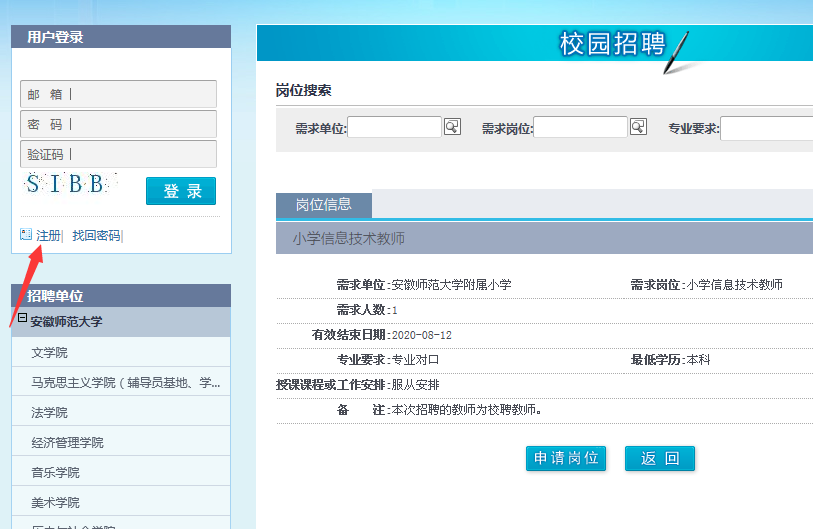 用户登录
邮 箱
密 码
验证码
SIBB
登 录
注册| 找回密码|
招聘单位
安徽师范大学
文学院
马克思主义学院（辅导员基地、学...
法学院
经济管理学院
音乐学院
美术学院
校园招聘
岗位搜索
需求单位: 需求岗位: 专业要求:
岗位信息
小学信息技术教师
需求单位:安徽师范大学附属小学 需求岗位:小学信息技术教师
需求人数:1
有效结束日期:2020-08-12
专业要求:专业对口 最低学历:本科
授课课程或工作安排:服从安排
备 注:本次招聘的教师为校聘教师。
申请岗位 返 回